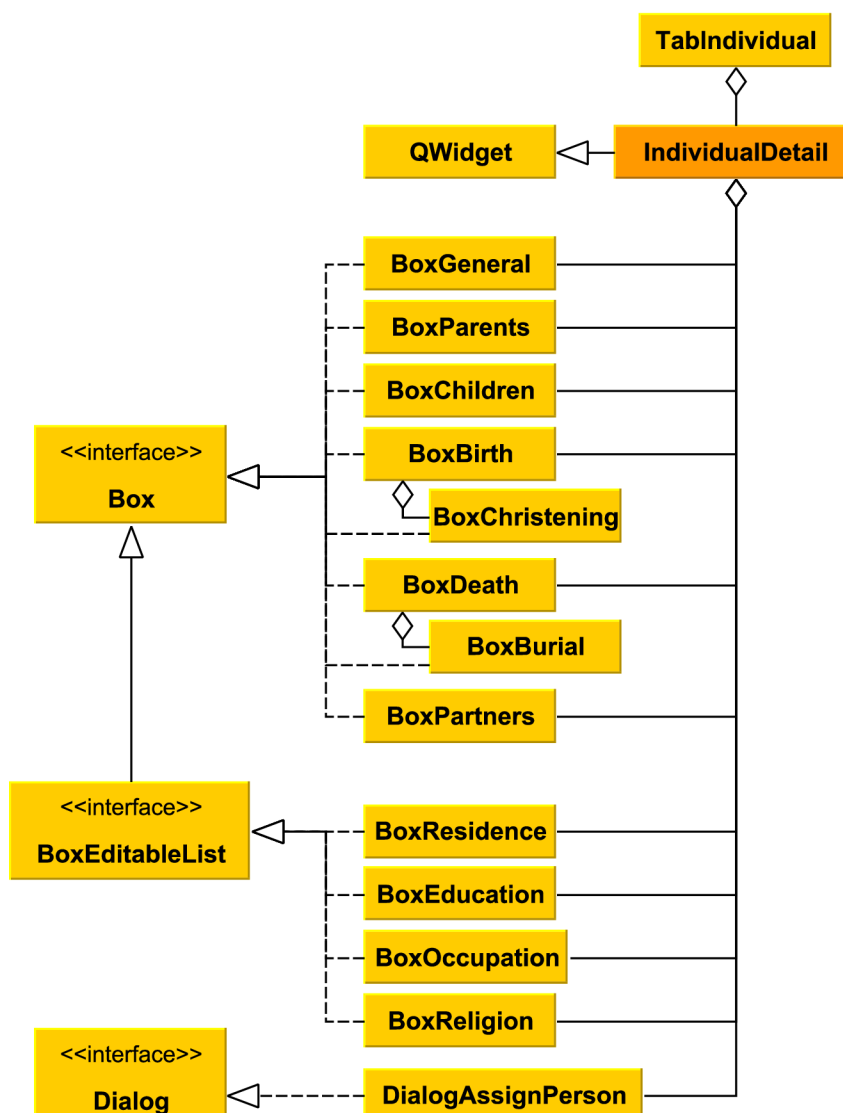 TabIndividual
QWidget
IndividualDetail
BoxGeneral
BoxParents
BoxChildren
<<interface>>
Box
BoxBirth
BoxChristening
BoxDeath
BoxBurial
BoxPartners
<<interface>>
BoxEditableList
BoxResidence
BoxEducation
BoxOccupation
BoxReligion
<<interface>>
Dialog
DialogAssignPerson